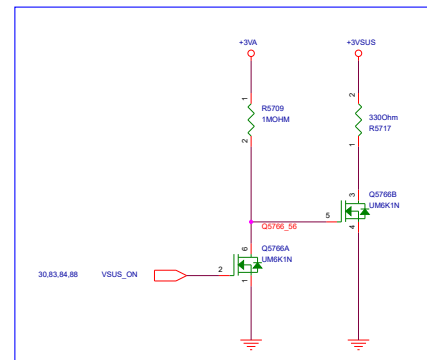 +3VA
+3VSUS
1
R5709
1MOHM
2
2
330Ohm
R5717
1
3
Q5766B
UM6K1N
5
4
Q5766_56
6
Q5766A
UM6K1N
30,83,84,88 VSUS_ON
2
1